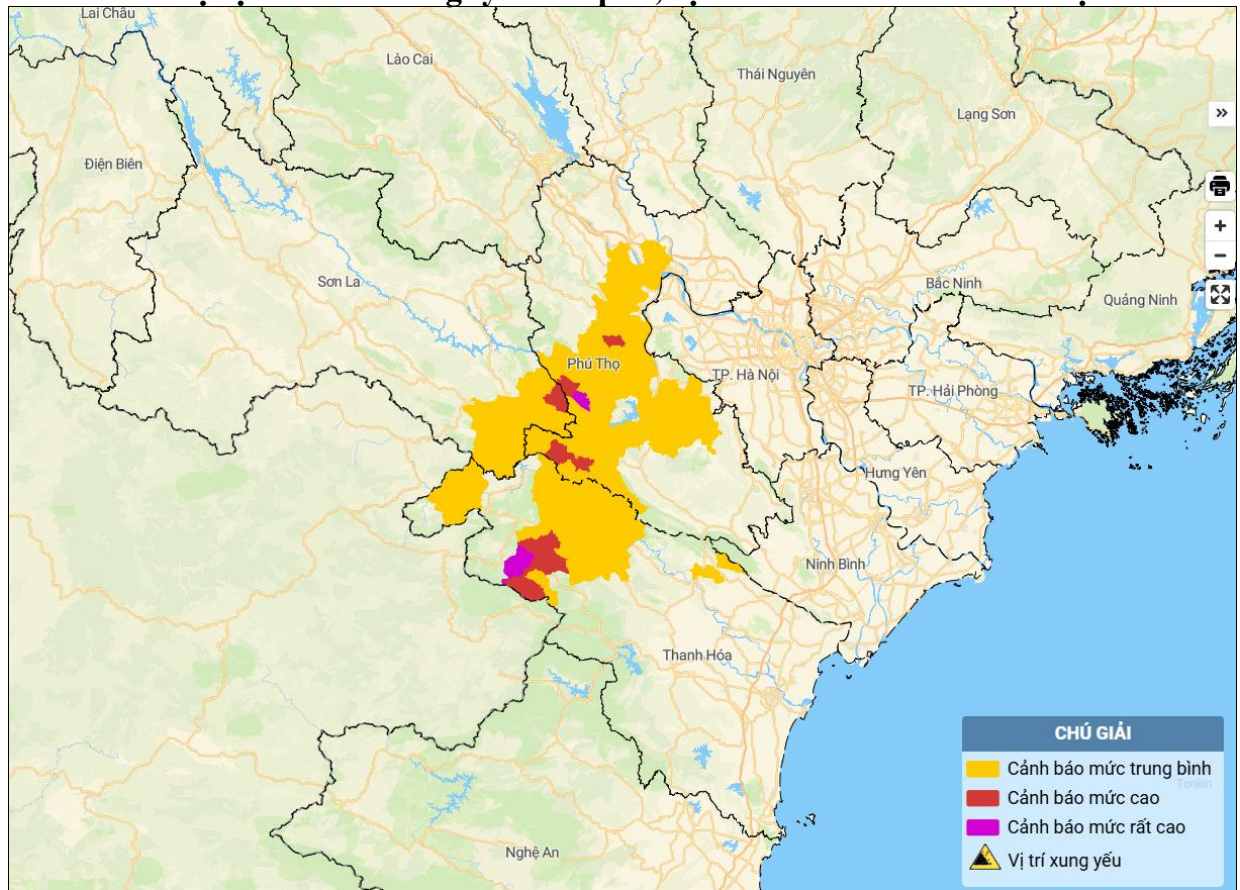 Lai Châu
Lào Cai
Thái Nguyên
Lạng Sơn
»
Điện Biên
+
−
Sơn La
Bắc Ninh
Quảng Ninh
Phú Thọ
TP. Hà Nội
TP. Hải Phòng
Hưng Yên
Ninh Bình
Thanh Hóa
Nghệ An
CHÚ GIẢI
Cảnh báo mức trung bình
Tonkin
Cảnh báo mức cao
Cảnh báo mức rất cao
Vị trí xung yếu